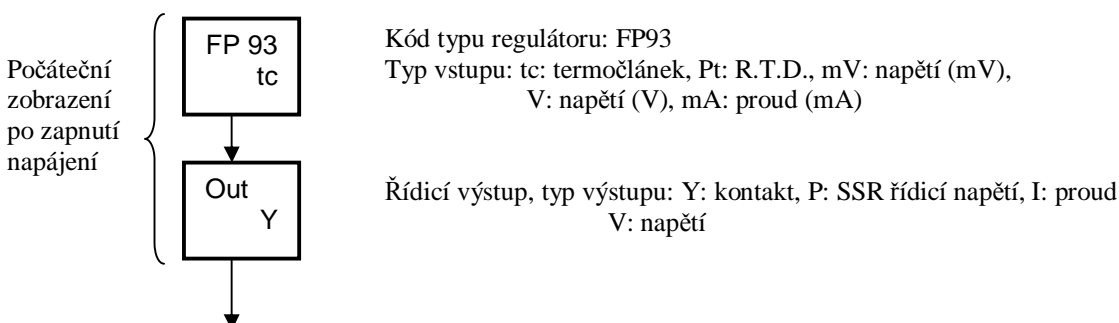 Počáteční
zobrazení
po zapnutí
napájení
FP 93
tc
Kód typu regulátoru: FP93
Typ vstupu: tc: termočlánek, Pt: R.T.D., mV: napětí (mV),
V: napětí (V), mA: proud (mA)
Out
Y
Řídicí výstup, typ výstupu: Y: kontakt, P: SSR řídicí napětí, I: proud
V: napětí